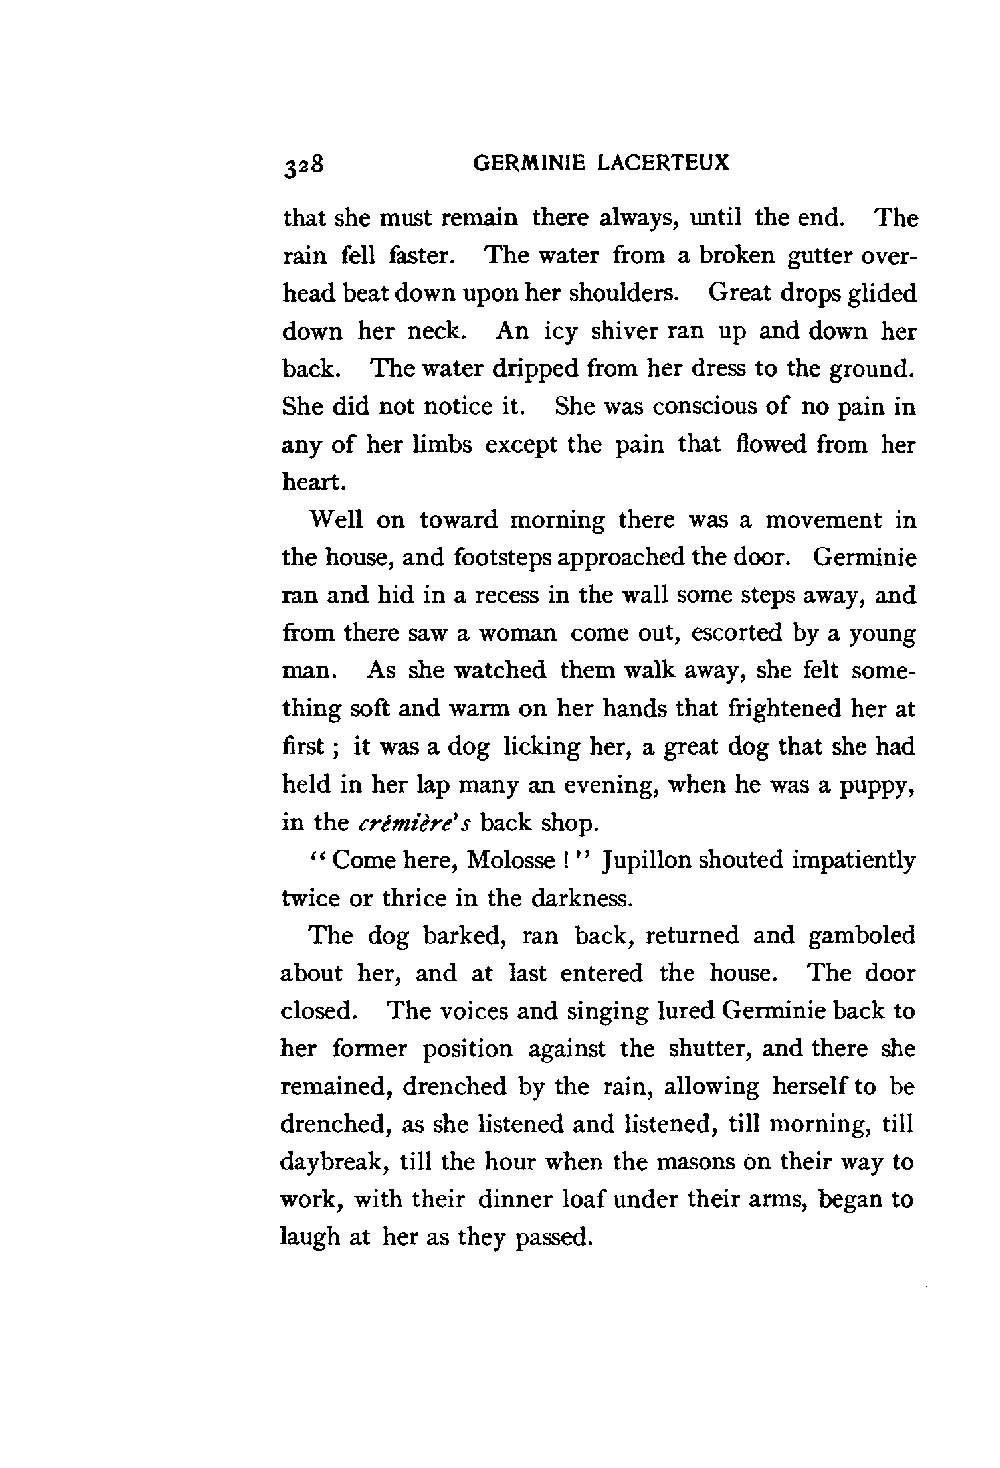 328 GERMINIE LACERTEUX
that she must remain there always, until the end. The
rain fell faster. The water from a broken gutter over-
head beat down upon her shoulders. Great drops glided
down her neck. An icy shiver ran up and down her
back. The water dripped from her dress to the ground.
She did not notice it. She was conscious of no pain in
any of her limbs except the pain that flowed from her
heart.
Well on toward morning there was a movement in
the house, and footsteps approached the door. Germinie
ran and hid in a recess in the wall some steps away, and
from there saw a woman come out, escorted by a young
man. As she watched them walk away, she felt some-
thing soft and warm on her hands that frightened her at
first ; it was a dog licking her, a great dog that she had
held in her lap many an evening, when he was a puppy,
in the crêmière's back shop.
“ Come here, Molosse ! ” Jupillon shouted impatiently
twice or thrice in the darkness.
The dog barked, ran back, returned and gamboled
about her, and at last entered the house. The door
closed. The voices and singing lured Germinie back to
her former position against the shutter, and there she
remained, drenched by the rain, allowing herself to be
drenched, as she listened and listened, till morning, till
daybreak, till the hour when the masons on their way to
work, with their dinner loaf under their arms, began to
laugh at her as they passed.